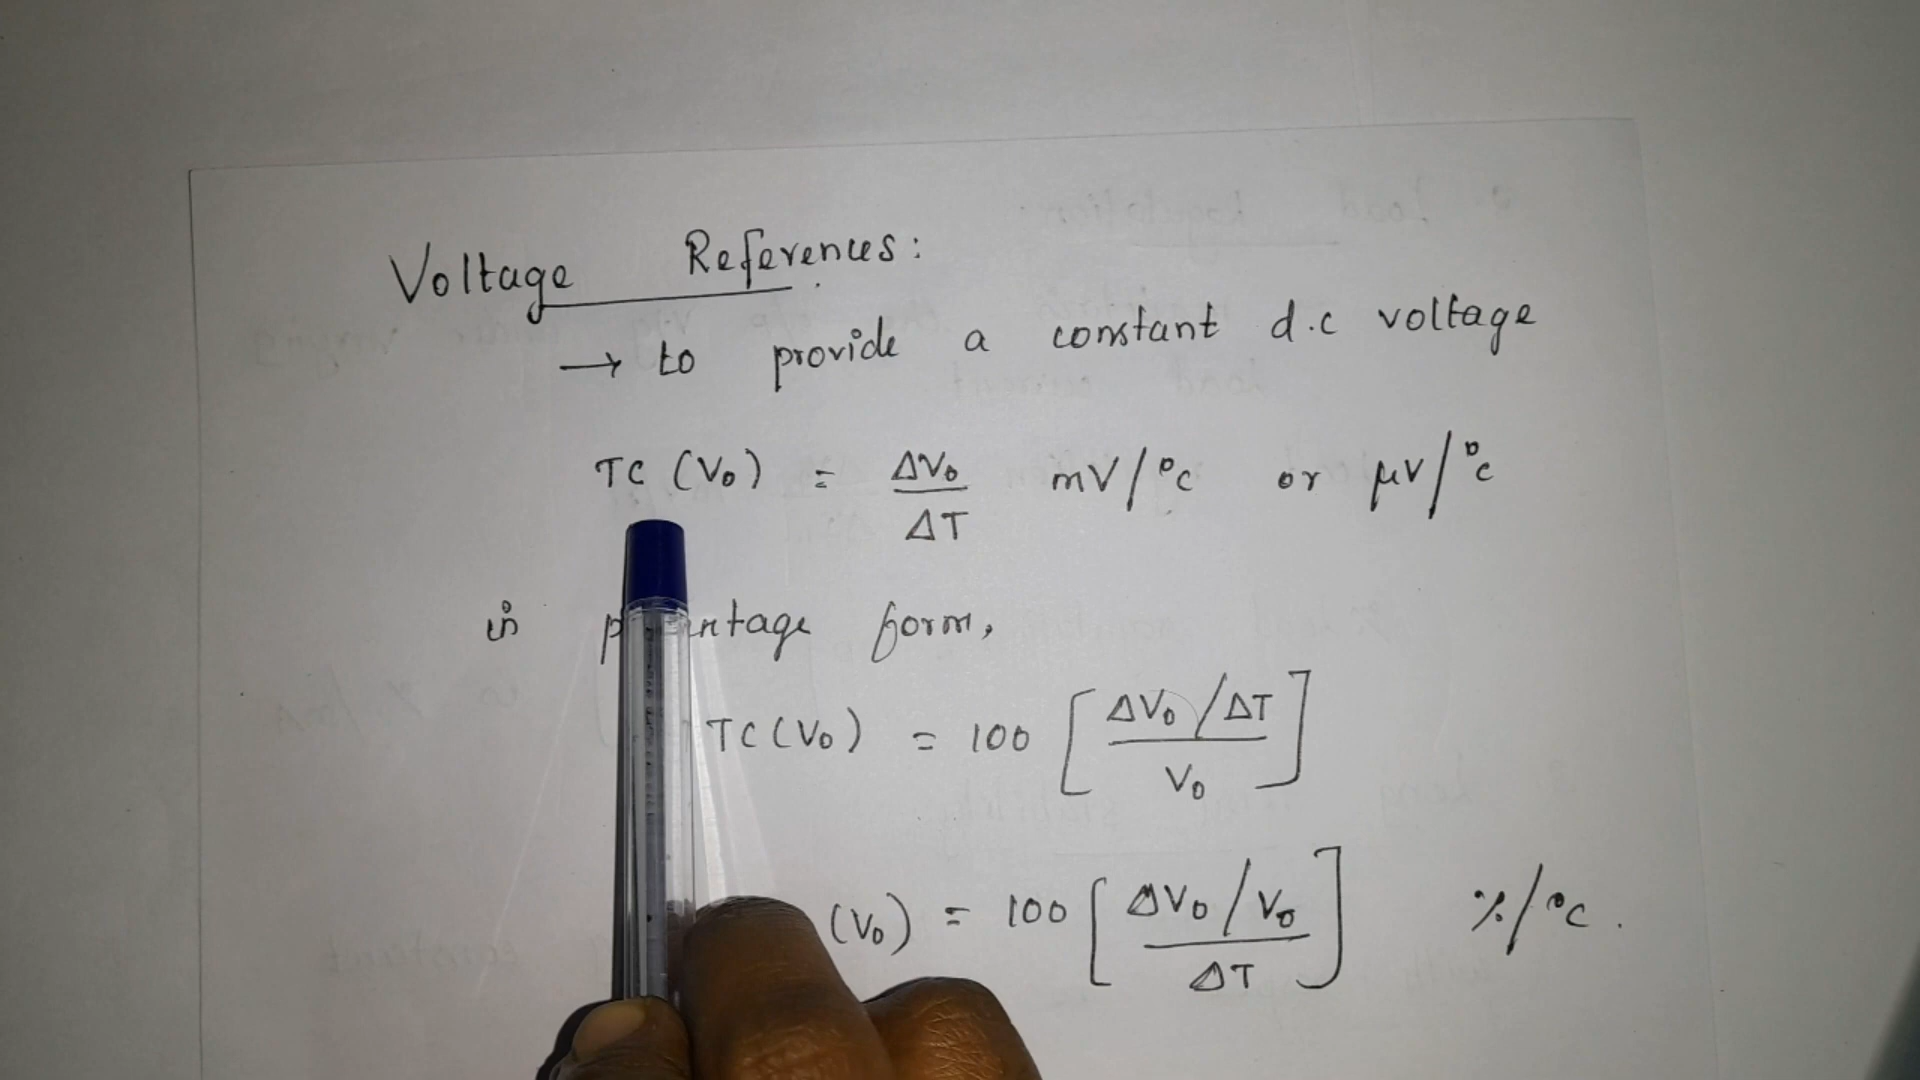 Voltage References:
→ to provide a constant d.c voltage
TC (V₀) = ΔV₀ / ΔT mV/°C or μV/°C
in form,
TC (V₀) = 100 [ (ΔV₀/ΔT) / V₀ ]
(V₀) = 100 [ (ΔV₀/V₀) / ΔT ] %/°C.